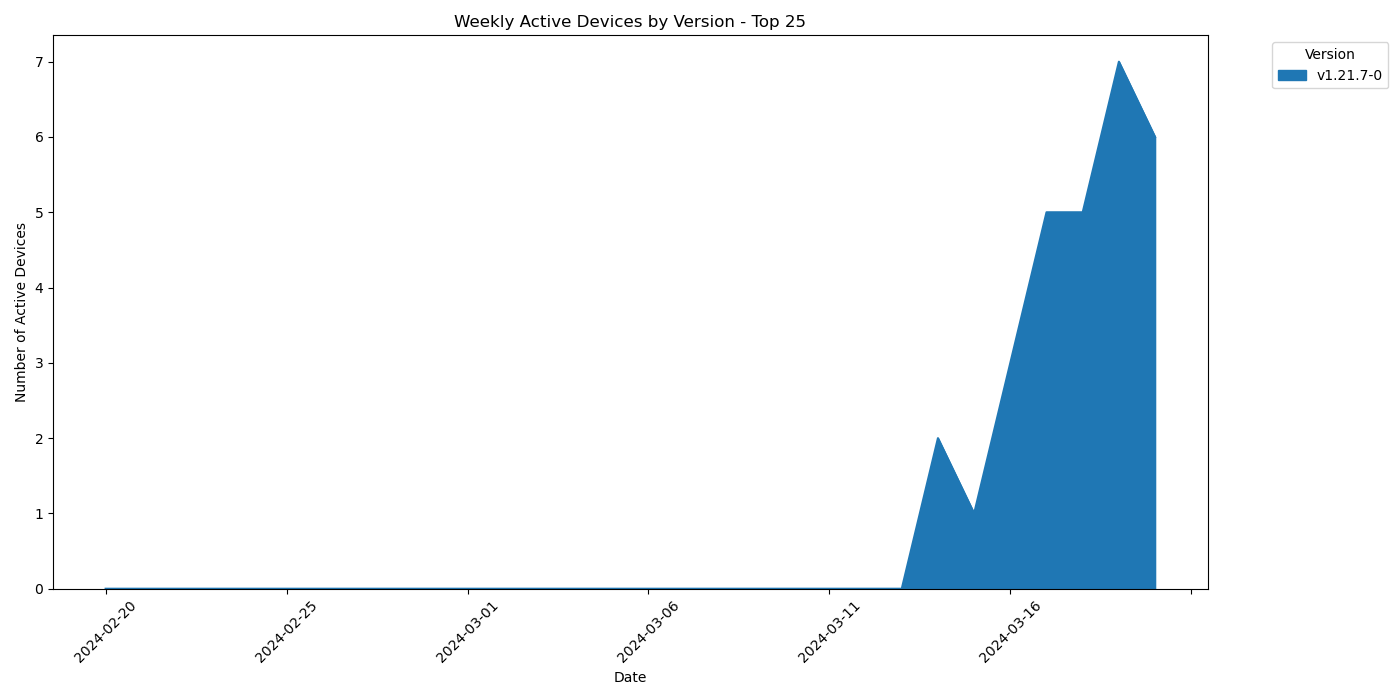 Weekly Active Devices by Version - Top 25
Version
v1.21.7-0
Number of Active Devices
7
6
5
4
3
2
1
0
2024-02-20
2024-02-25
2024-03-01
2024-03-06
2024-03-11
2024-03-16
Date